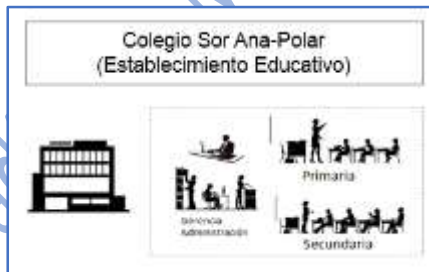 Colegio Sor Ana-Polar
(Establecimiento Educativo)
Primaria
Gerencia
Administración
Secundaria